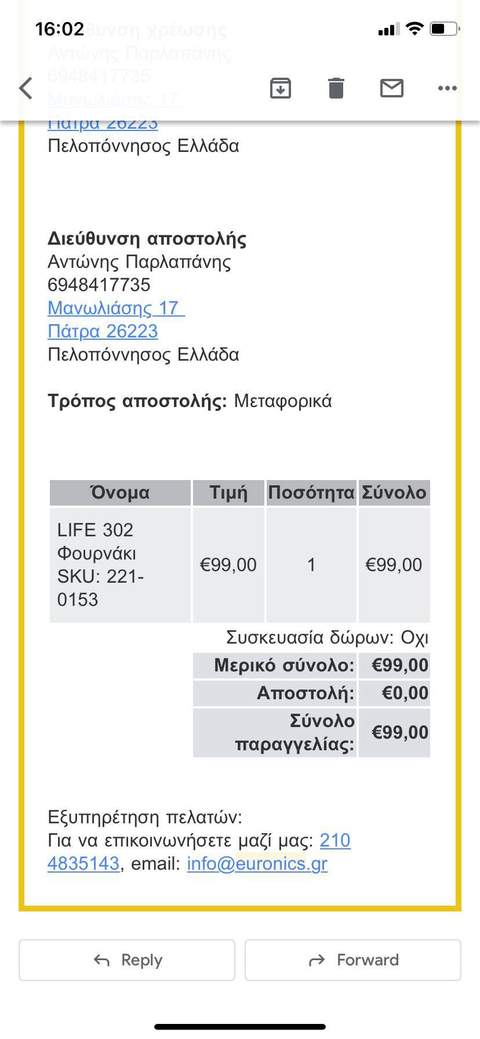 16:02
Διεύθυνση χρέωσης
Αντώνης Παρλαπάνης
6948417735
Μανωλιάσης 17
Πάτρα 26223
Πελοπόννησος Ελλάδα
Διεύθυνση αποστολής
Αντώνης Παρλαπάνης
6948417735
Μανωλιάσης 17
Πάτρα 26223
Πελοπόννησος Ελλάδα
Τρόπος αποστολής: Μεταφορικά
Όνομα Τιμή Ποσότητα Σύνολο
LIFE 302
Φουρνάκι
SKU: 221-
0153
€99,00 1 €99,00
Συσκευασία δώρων: Οχι
Μερικό σύνολο: €99,00
Αποστολή: €0,00
Σύνολο
παραγγελίας: €99,00
Εξυπηρέτηση πελατών:
Για να επικοινωνήσετε μαζί μας: 210
4835143, email: info@euronics.gr
Reply Forward